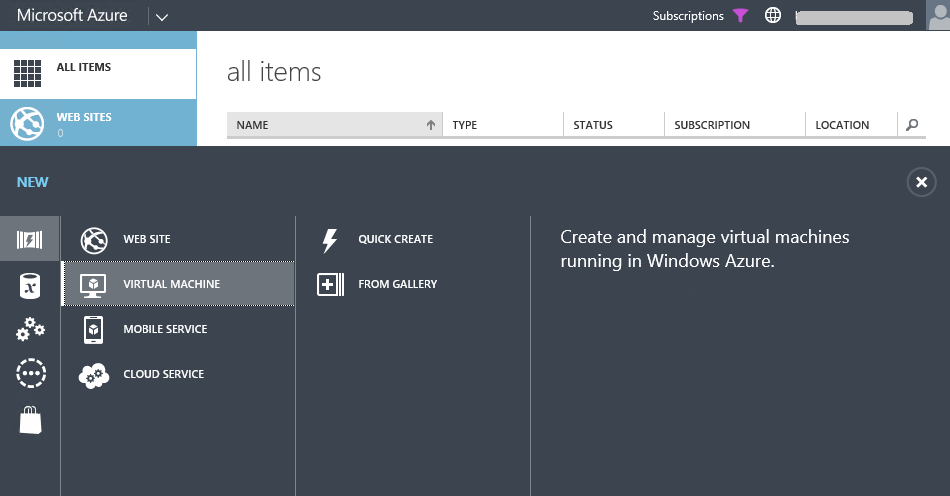 Microsoft Azure
Subscriptions
ALL ITEMS
WEB SITES
0
all items
NAME
TYPE
STATUS
SUBSCRIPTION
LOCATION
NEW
WEB SITE
VIRTUAL MACHINE
MOBILE SERVICE
CLOUD SERVICE
QUICK CREATE
FROM GALLERY
Create and manage virtual machines
running in Windows Azure.